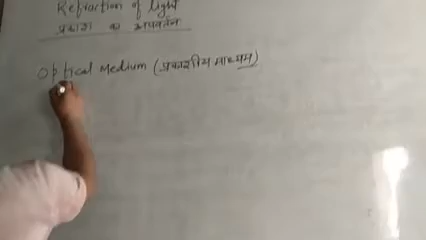 Refraction of light
प्रकाश का अपवर्तन
Optical Medium (प्रकाशीय माध्यम)